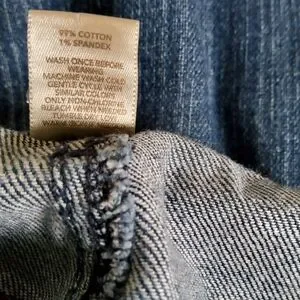 99% COTTON
1% SPANDEX
WASH ONCE BEFORE
WEARING
MACHINE WASH COLD
GENTLE CYCLE WITH
SIMILAR COLORS
ONLY NON-CHLORINE
BLEACH WHEN NEEDED
TUMBLE DRY LOW